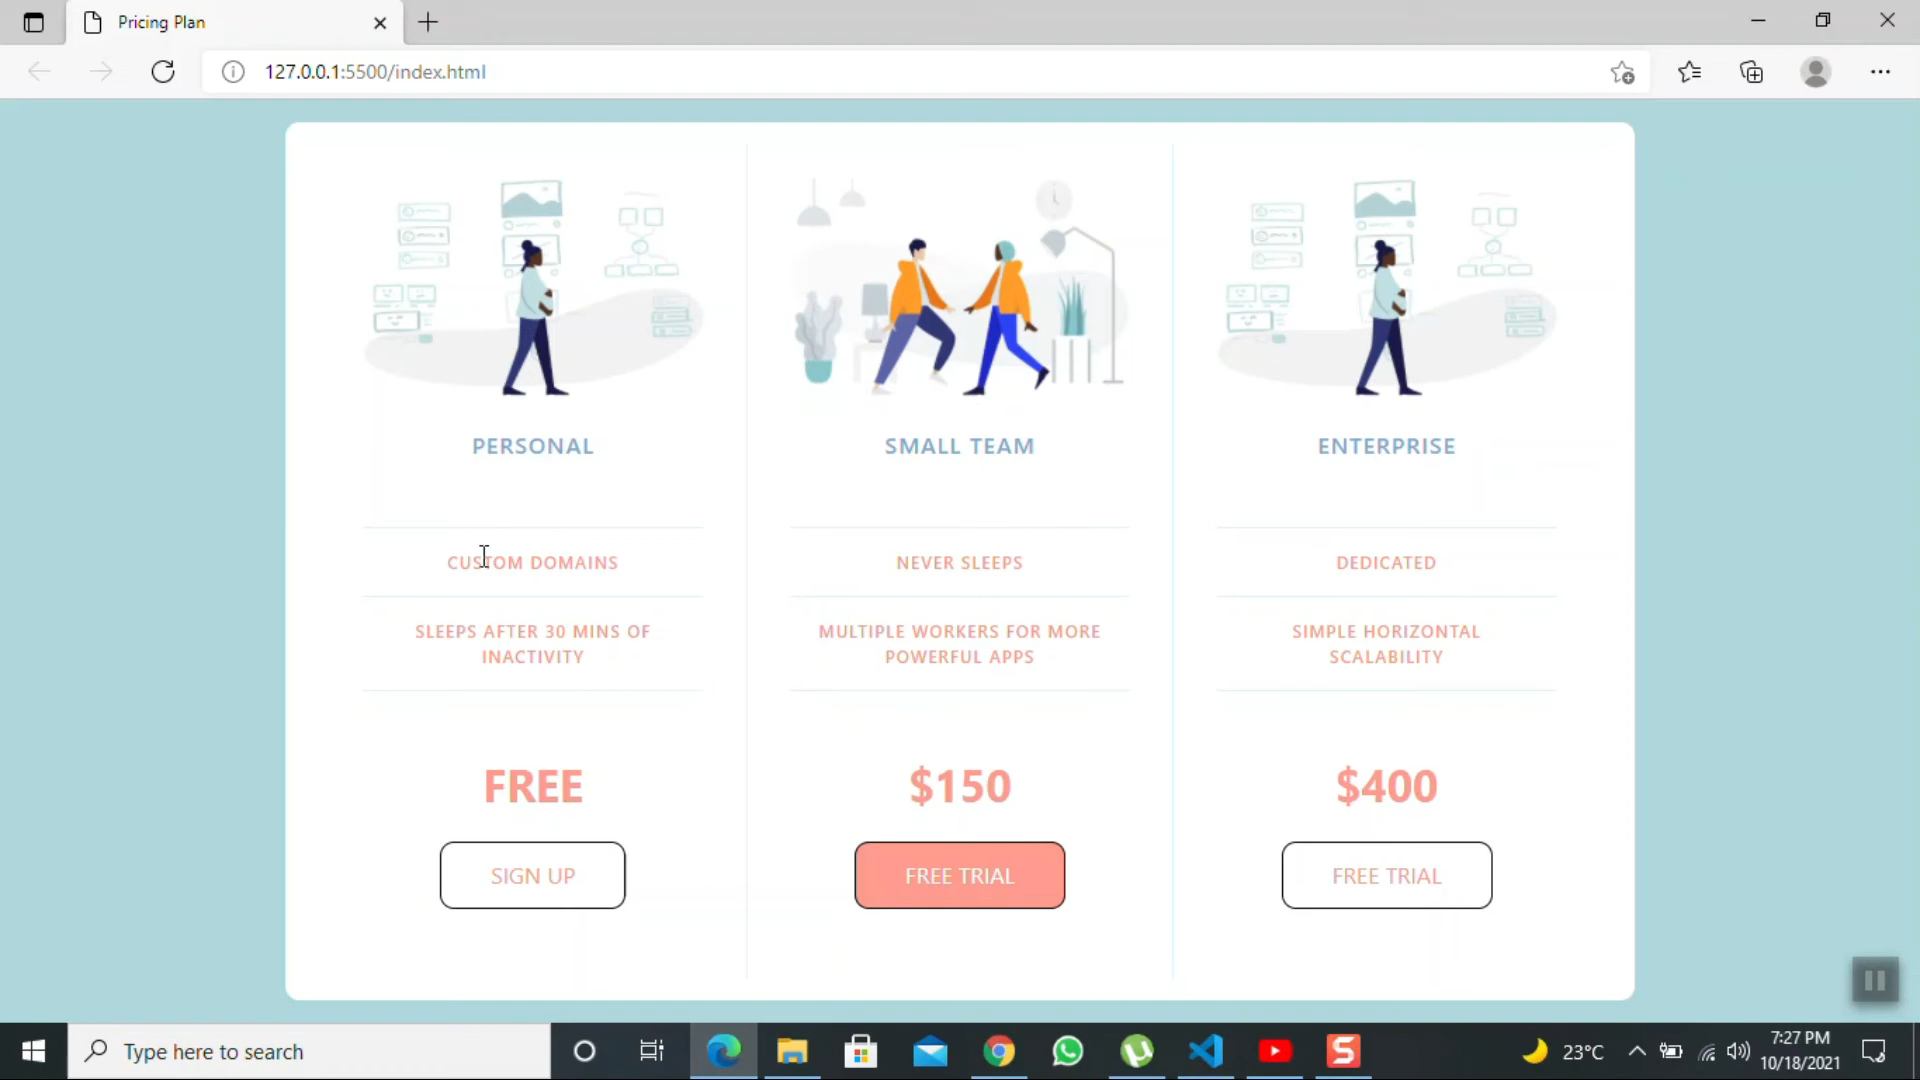 Pricing Plan
127.0.0.1:5500/index.html
PERSONAL
CUSTOM DOMAINS
SLEEPS AFTER 30 MINS OF
INACTIVITY
FREE
SIGN UP
SMALL TEAM
NEVER SLEEPS
MULTIPLE WORKERS FOR MORE
POWERFUL APPS
$150
FREE TRIAL
ENTERPRISE
DEDICATED
SIMPLE HORIZONTAL
SCALABILITY
$400
FREE TRIAL
Type here to search
23°C
7:27 PM
10/18/2021